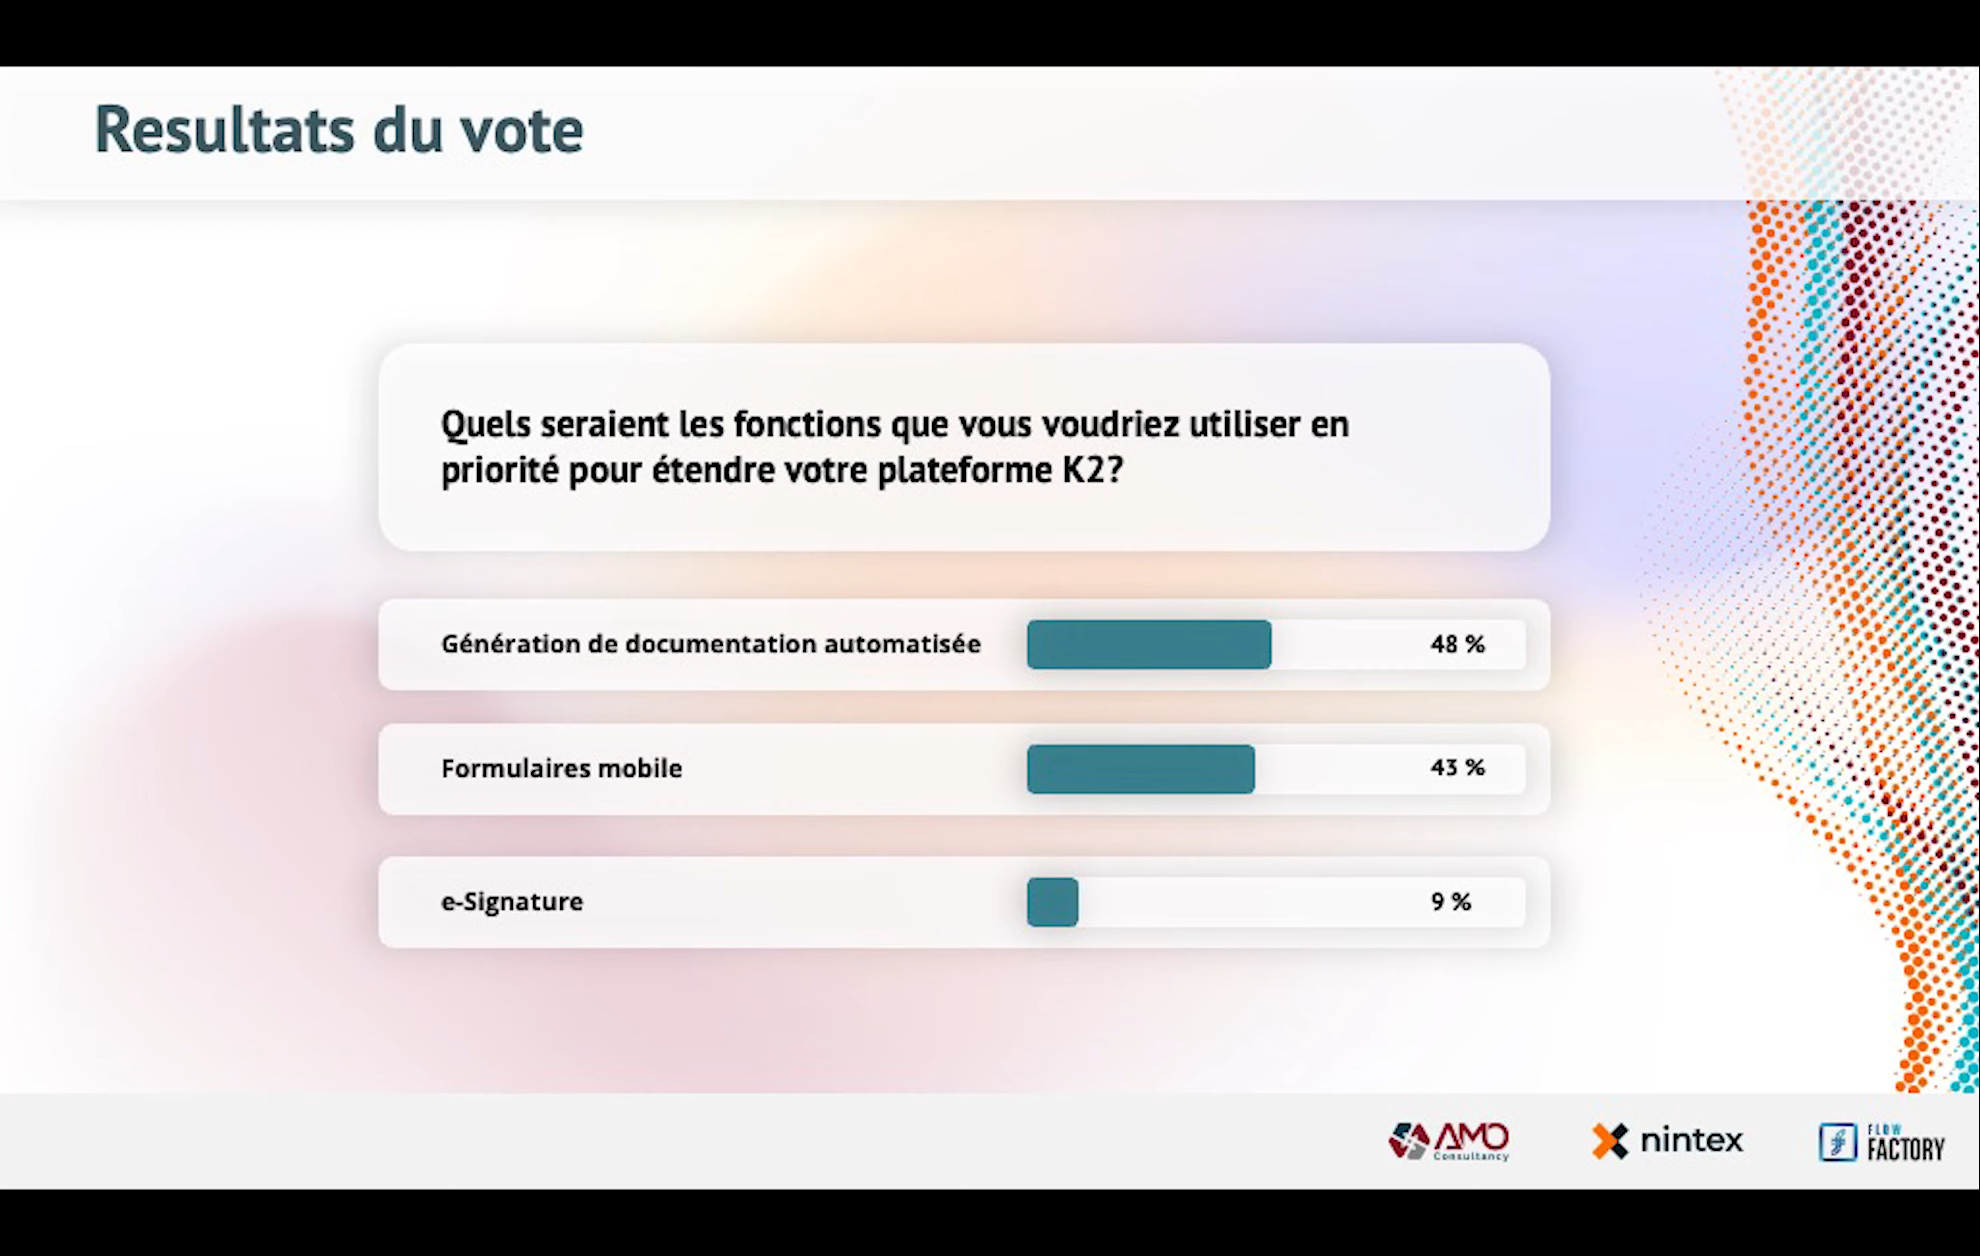 Resultats du vote
Quels seraient les fonctions que vous voudriez utiliser en
priorité pour étendre votre plateforme K2?
Génération de documentation automatisée 48 %
Formulaires mobile 43 %
e-Signature 9 %
AMO
Consultancy
nintex
FLOW
FACTORY